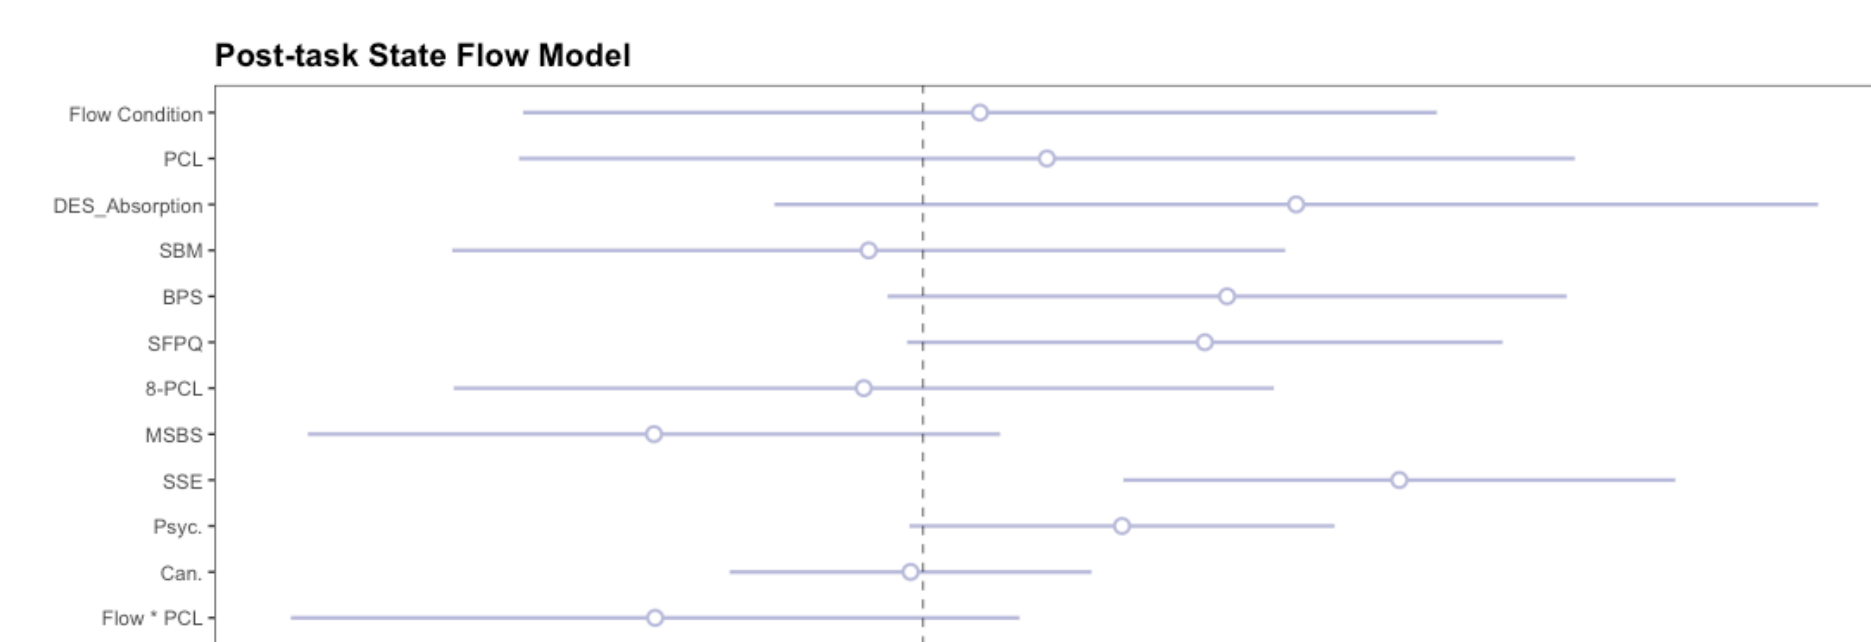 Post-task State Flow Model
Flow Condition
PCL
DES_Absorption
SBM
BPS
SFPQ
8-PCL
MSBS
SSE
Psyc.
Can.
Flow * PCL